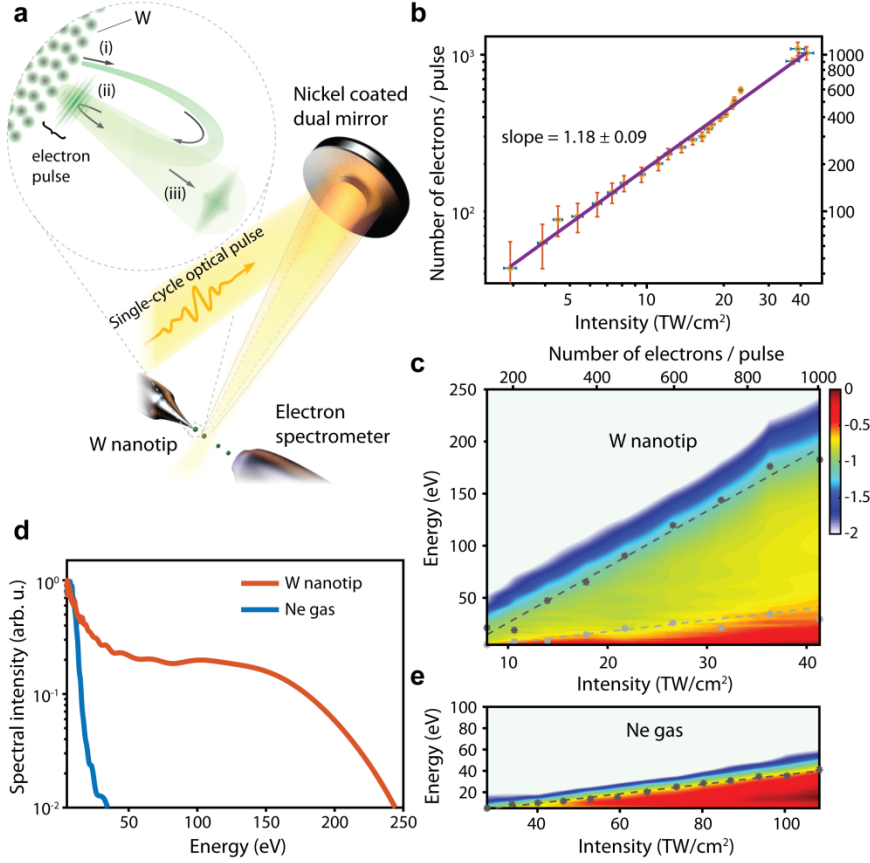 a
W
(i)
(ii)
(iii)
electron
pulse
Nickel coated
dual mirror
Single-cycle optical pulse
W nanotip
Electron
spectrometer
b
Number of electrons / pulse
10³
10²
slope = 1.18 ± 0.09
1000
800
600
400
200
100
5
10
20
30
40
Intensity (TW/cm²)
c
Number of electrons / pulse
200
400
600
800
1000
Energy (eV)
250
200
150
100
50
W nanotip
0
-0.5
-1
-1.5
-2
10
20
30
40
Intensity (TW/cm²)
d
Spectral intensity (arb. u.)
10⁰
10⁻¹
10⁻²
W nanotip
Ne gas
50
100
150
200
250
Energy (eV)
e
Energy (eV)
100
80
60
40
20
Ne gas
40
60
80
100
Intensity (TW/cm²)